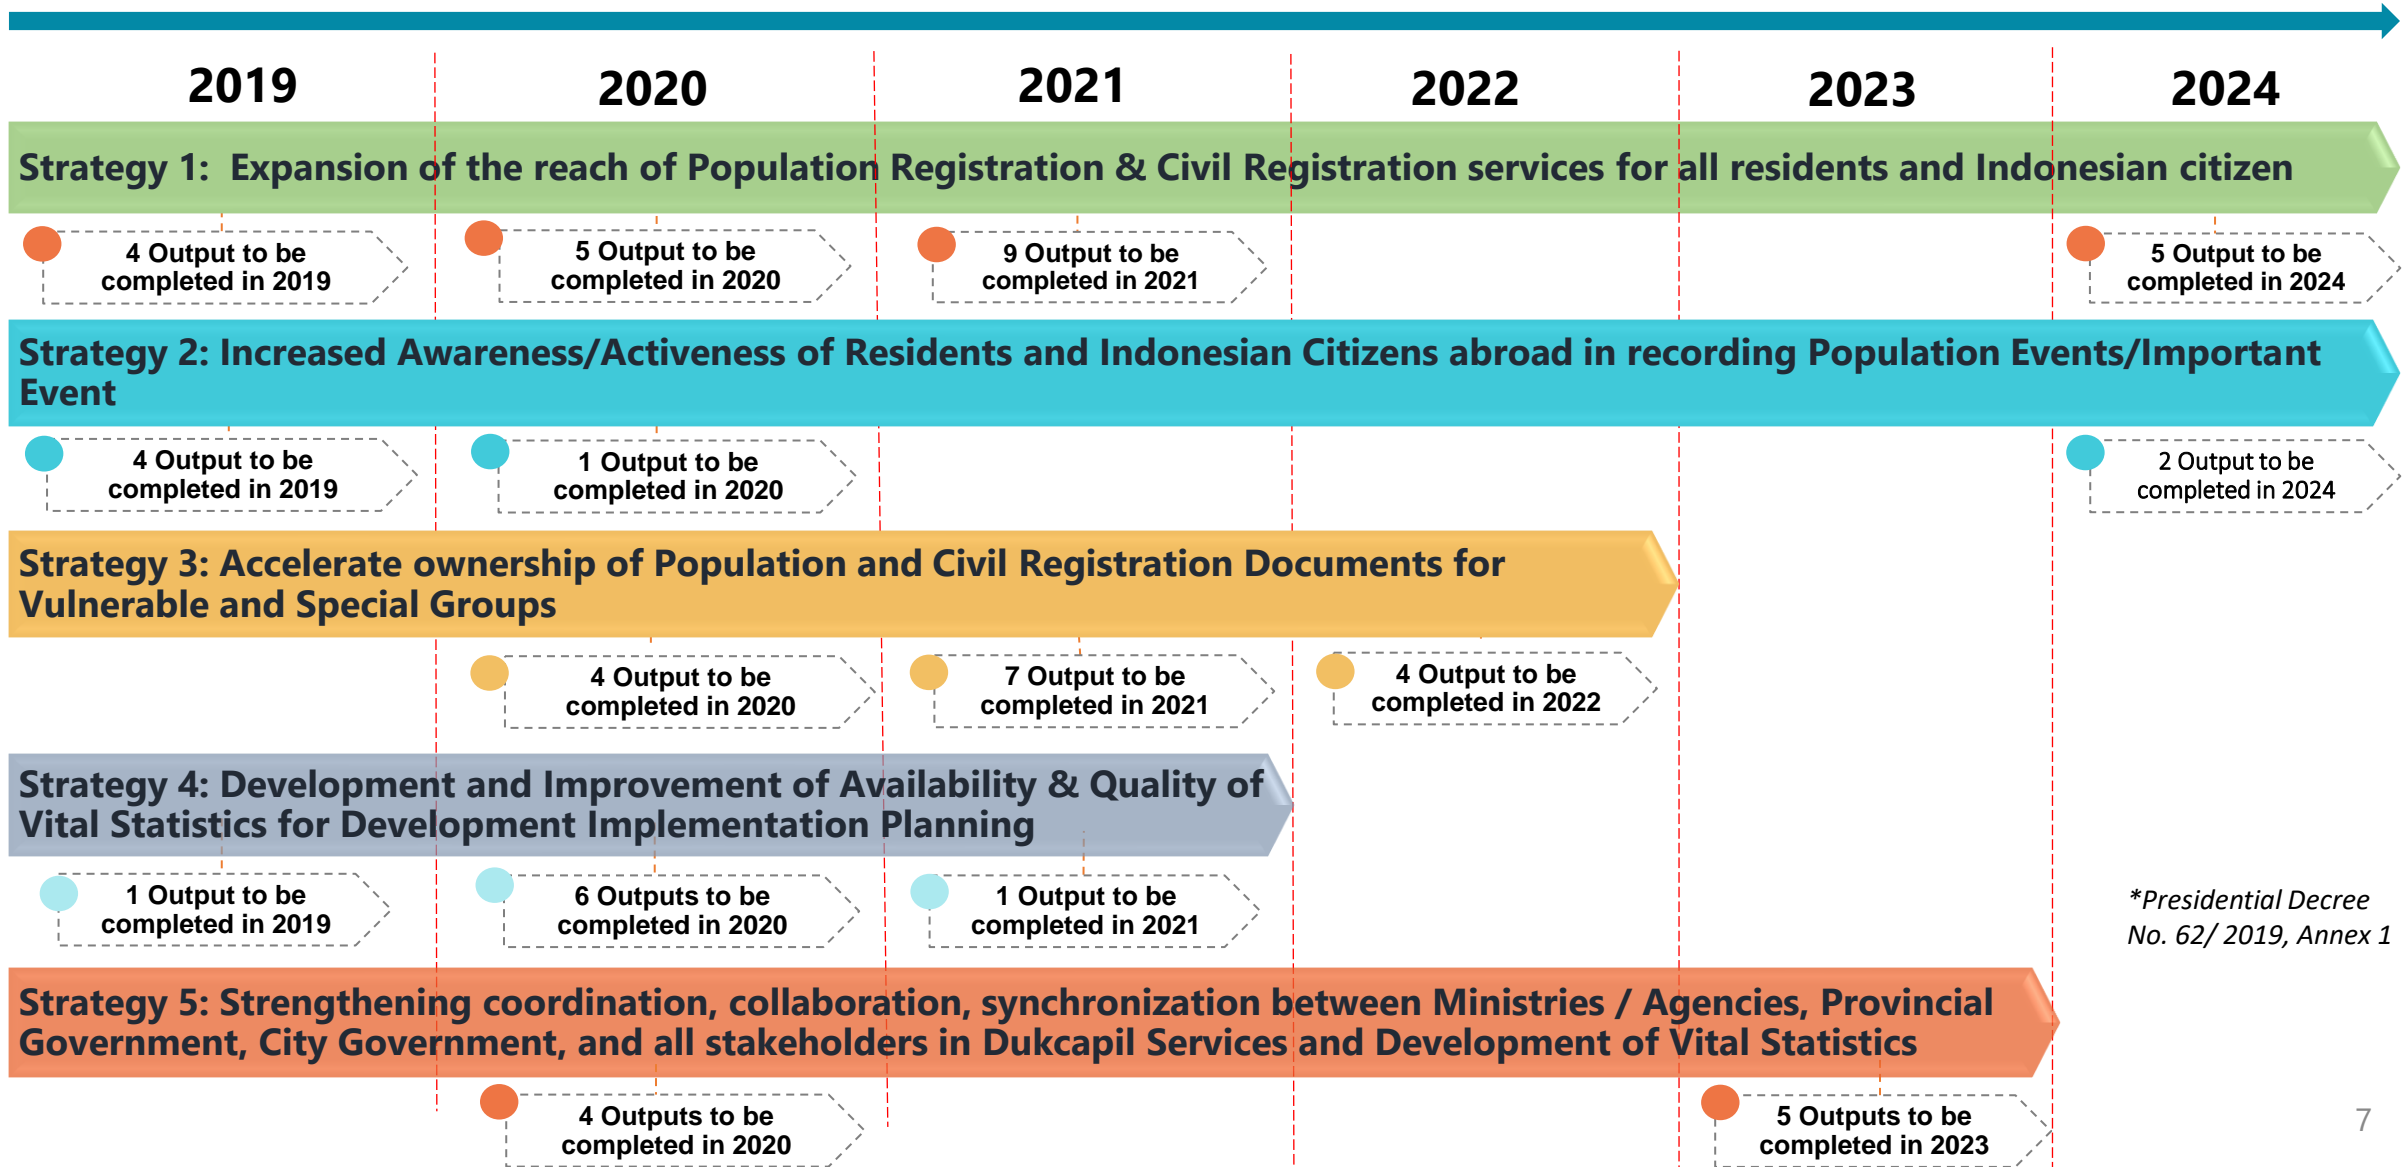 2019 2020 2021 2022 2023 2024
Strategy 1: Expansion of the reach of Population Registration & Civil Registration services for all residents and Indonesian citizen
4 Output to be
completed in 2019
5 Output to be
completed in 2020
9 Output to be
completed in 2021
5 Output to be
completed in 2024
Strategy 2: Increased Awareness/Activeness of Residents and Indonesian Citizens abroad in recording Population Events/Important
Event
4 Output to be
completed in 2019
1 Output to be
completed in 2020
2 Output to be
completed in 2024
Strategy 3: Accelerate ownership of Population and Civil Registration Documents for
Vulnerable and Special Groups
4 Output to be
completed in 2020
7 Output to be
completed in 2021
4 Output to be
completed in 2022
Strategy 4: Development and Improvement of Availability & Quality of
Vital Statistics for Development Implementation Planning
1 Output to be
completed in 2019
6 Outputs to be
completed in 2020
1 Output to be
completed in 2021
*Presidential Decree
No. 62/ 2019, Annex 1
Strategy 5: Strengthening coordination, collaboration, synchronization between Ministries / Agencies, Provincial
Government, City Government, and all stakeholders in Dukcapil Services and Development of Vital Statistics
4 Outputs to be
completed in 2020
5 Outputs to be
completed in 2023
7